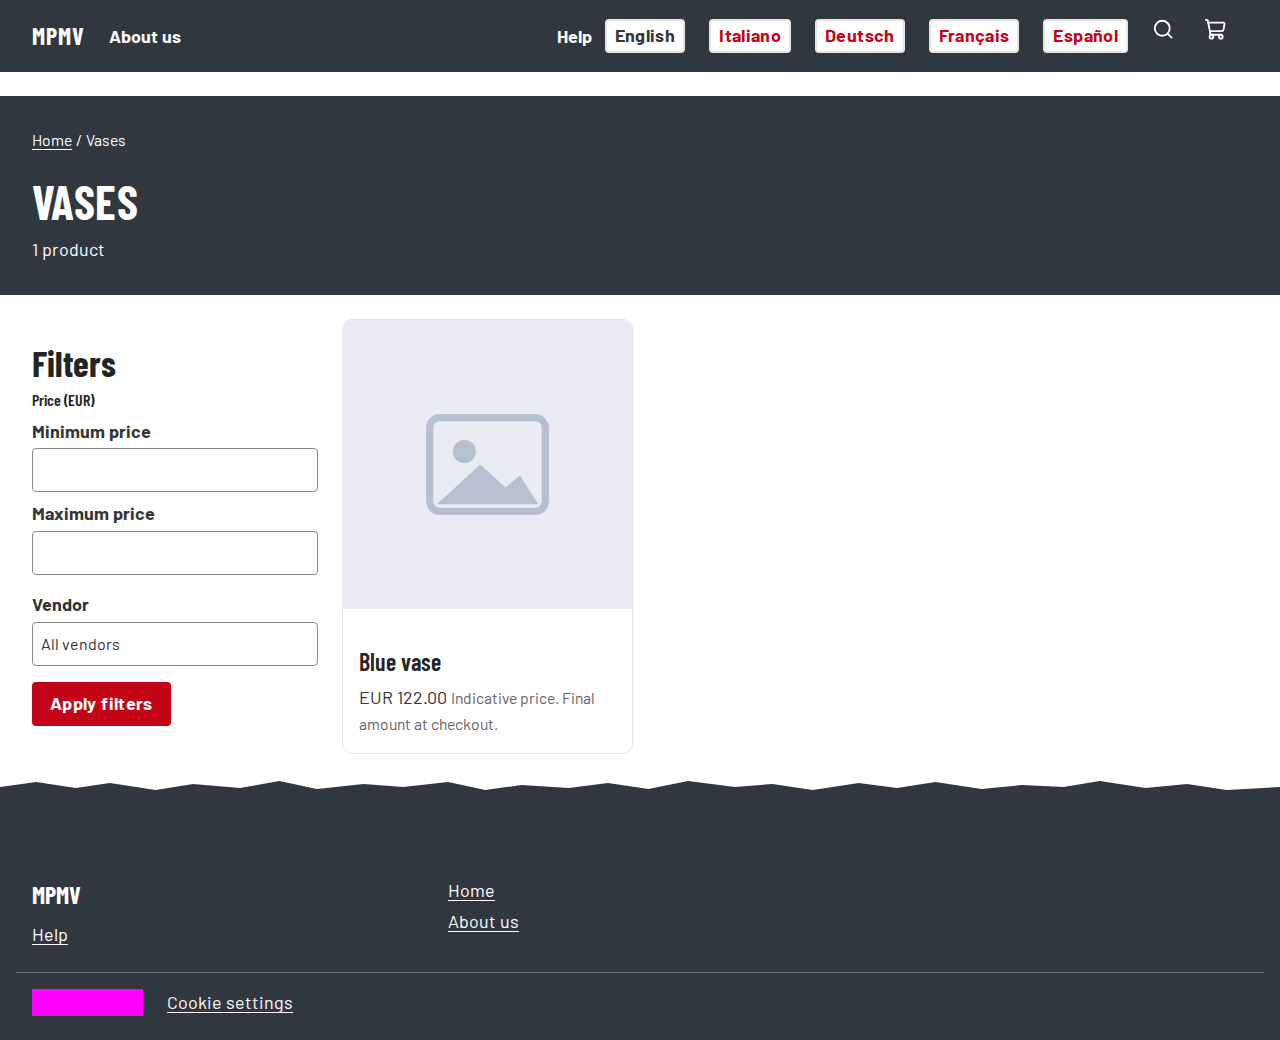 MPMV About us Help English Italiano Deutsch Français Español
Home / Vases
VASES
1 product
Filters
Price (EUR)
Minimum price
Maximum price
Vendor
All vendors
Apply filters
Blue vase
EUR 122.00 Indicative price. Final
amount at checkout.
MPMV
Help
Home
About us
Cookie settings